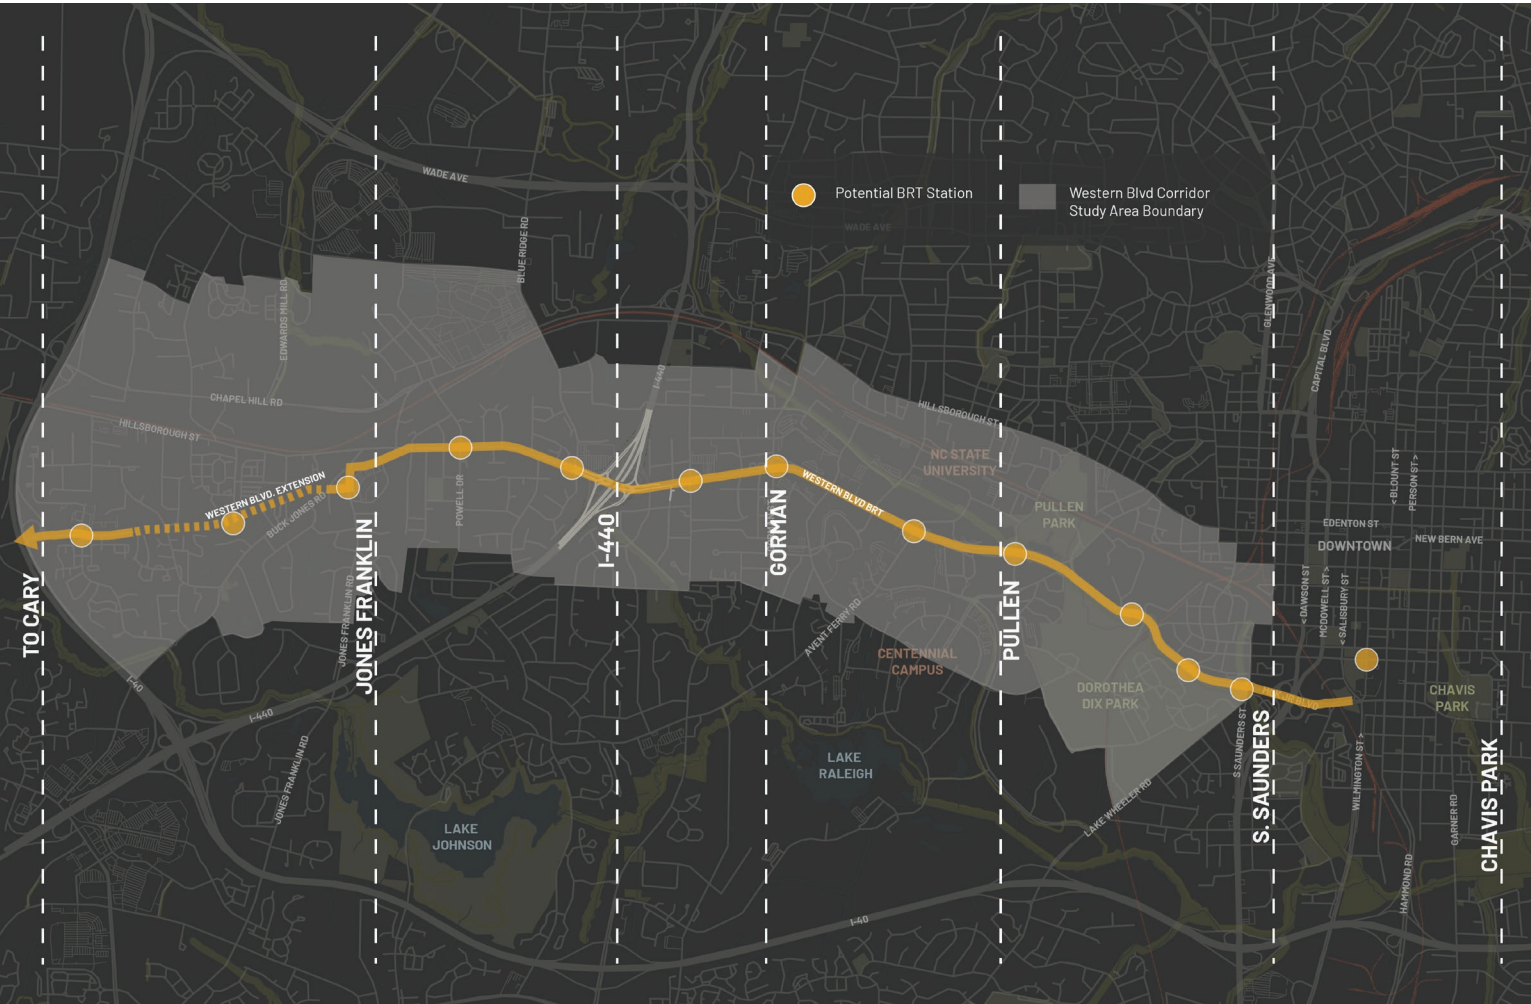 WADE AVE
Potential BRT Station
Western Blvd Corridor
Study Area Boundary
WADE AVE
BLUE RIDGE RD
EDWARDS MILL RD
GLENWOOD AVE
CAPITAL BLVD
I-440
CHAPEL HILL RD
HILLSBOROUGH ST
HILLSBOROUGH ST
NC STATE
UNIVERSITY
WESTERN BLVD. EXTENSION
BUCK JONES RD
POWELL DR
WESTERN BLVD BRT
PULLEN
PARK
< BLOUNT ST
PERSON ST >
EDENTON ST
NEW BERN AVE
DOWNTOWN
< DAWSON ST
MCDOWELL ST >
< SALISBURY ST
TO CARY
JONES FRANKLIN RD
JONES FRANKLIN
I-440
GORMAN
PULLEN
AVENT FERRY RD
CENTENNIAL
CAMPUS
DOROTHEA
DIX PARK
CHAVIS
PARK
I-40
I-440
JONES FRANKLIN RD
LAKE
JOHNSON
LAKE
RALEIGH
LAKE WHEELER RD
S SAUNDERS ST
S. SAUNDERS
WILMINGTON ST >
GARNER RD
CHAVIS PARK
HAMMOND RD
I-40